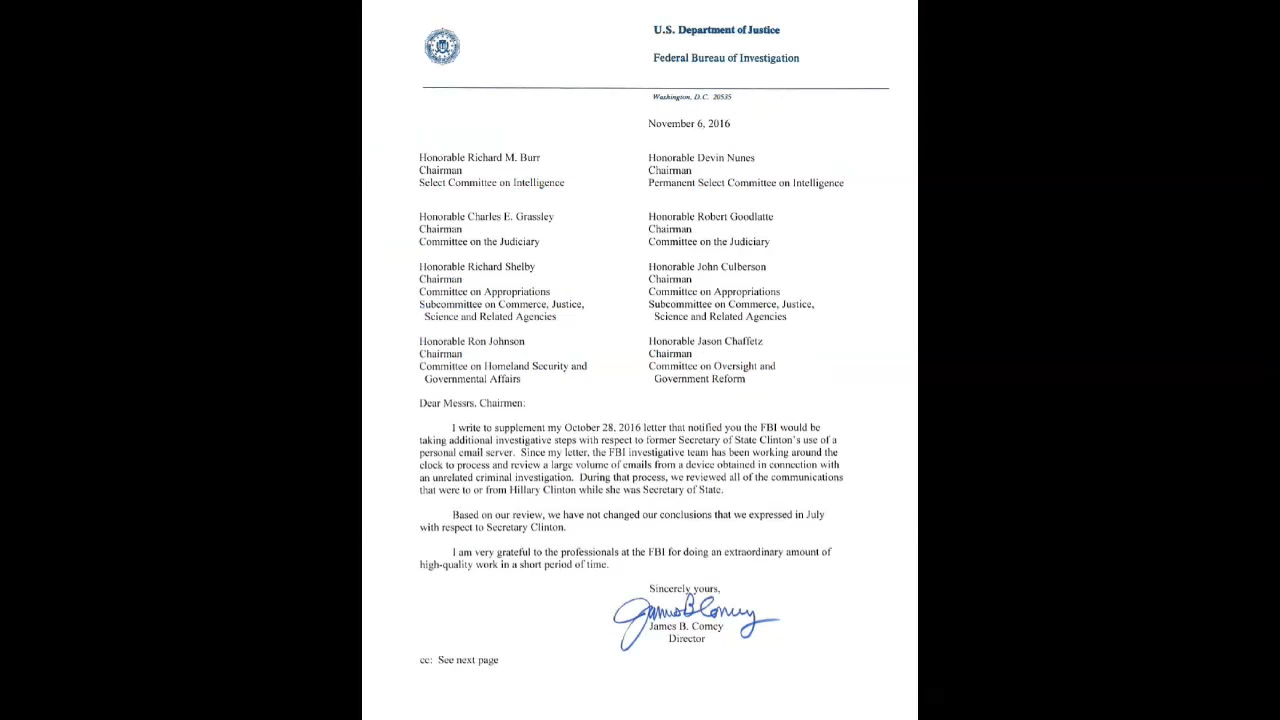 U.S. Department of Justice
Federal Bureau of Investigation
Washington, D.C. 20535
November 6, 2016
Honorable Richard M. Burr
Chairman
Select Committee on Intelligence
Honorable Devin Nunes
Chairman
Permanent Select Committee on Intelligence
Honorable Charles E. Grassley
Chairman
Committee on the Judiciary
Honorable Robert Goodlatte
Chairman
Committee on the Judiciary
Honorable Richard Shelby
Chairman
Committee on Appropriations
Subcommittee on Commerce, Justice,
Science and Related Agencies
Honorable John Culberson
Chairman
Committee on Appropriations
Subcommittee on Commerce, Justice,
Science and Related Agencies
Honorable Ron Johnson
Chairman
Committee on Homeland Security and
Governmental Affairs
Honorable Jason Chaffetz
Chairman
Committee on Oversight and
Government Reform
Dear Messrs. Chairmen:
I write to supplement my October 28, 2016 letter that notified you the FBI would be
taking additional investigative steps with respect to former Secretary of State Clinton's use of a
personal email server. Since my letter, the FBI investigative team has been working around the
clock to process and review a large volume of emails from a device obtained in connection with
an unrelated criminal investigation. During that process, we reviewed all of the communications
that were to or from Hillary Clinton while she was Secretary of State.
Based on our review, we have not changed our conclusions that we expressed in July
with respect to Secretary Clinton.
I am very grateful to the professionals at the FBI for doing an extraordinary amount of
high-quality work in a short period of time.
Sincerely yours,
James B Comey
James B. Comey
Director
cc: See next page